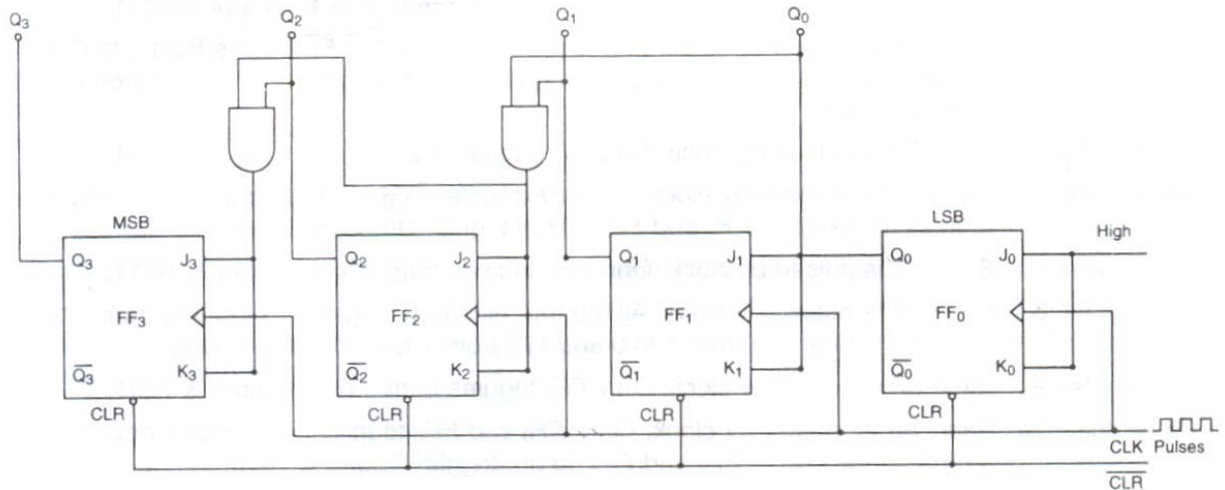 Q3 Q2 Q1 Q0
MSB LSB
High
Q3 J3 Q2 J2 Q1 J1 Q0 J0
FF3 FF2 FF1 FF0
Q̅3 K3 Q̅2 K2 Q̅1 K1 Q̅0 K0
CLR CLR CLR CLR
CLK Pulses
C̅L̅R̅